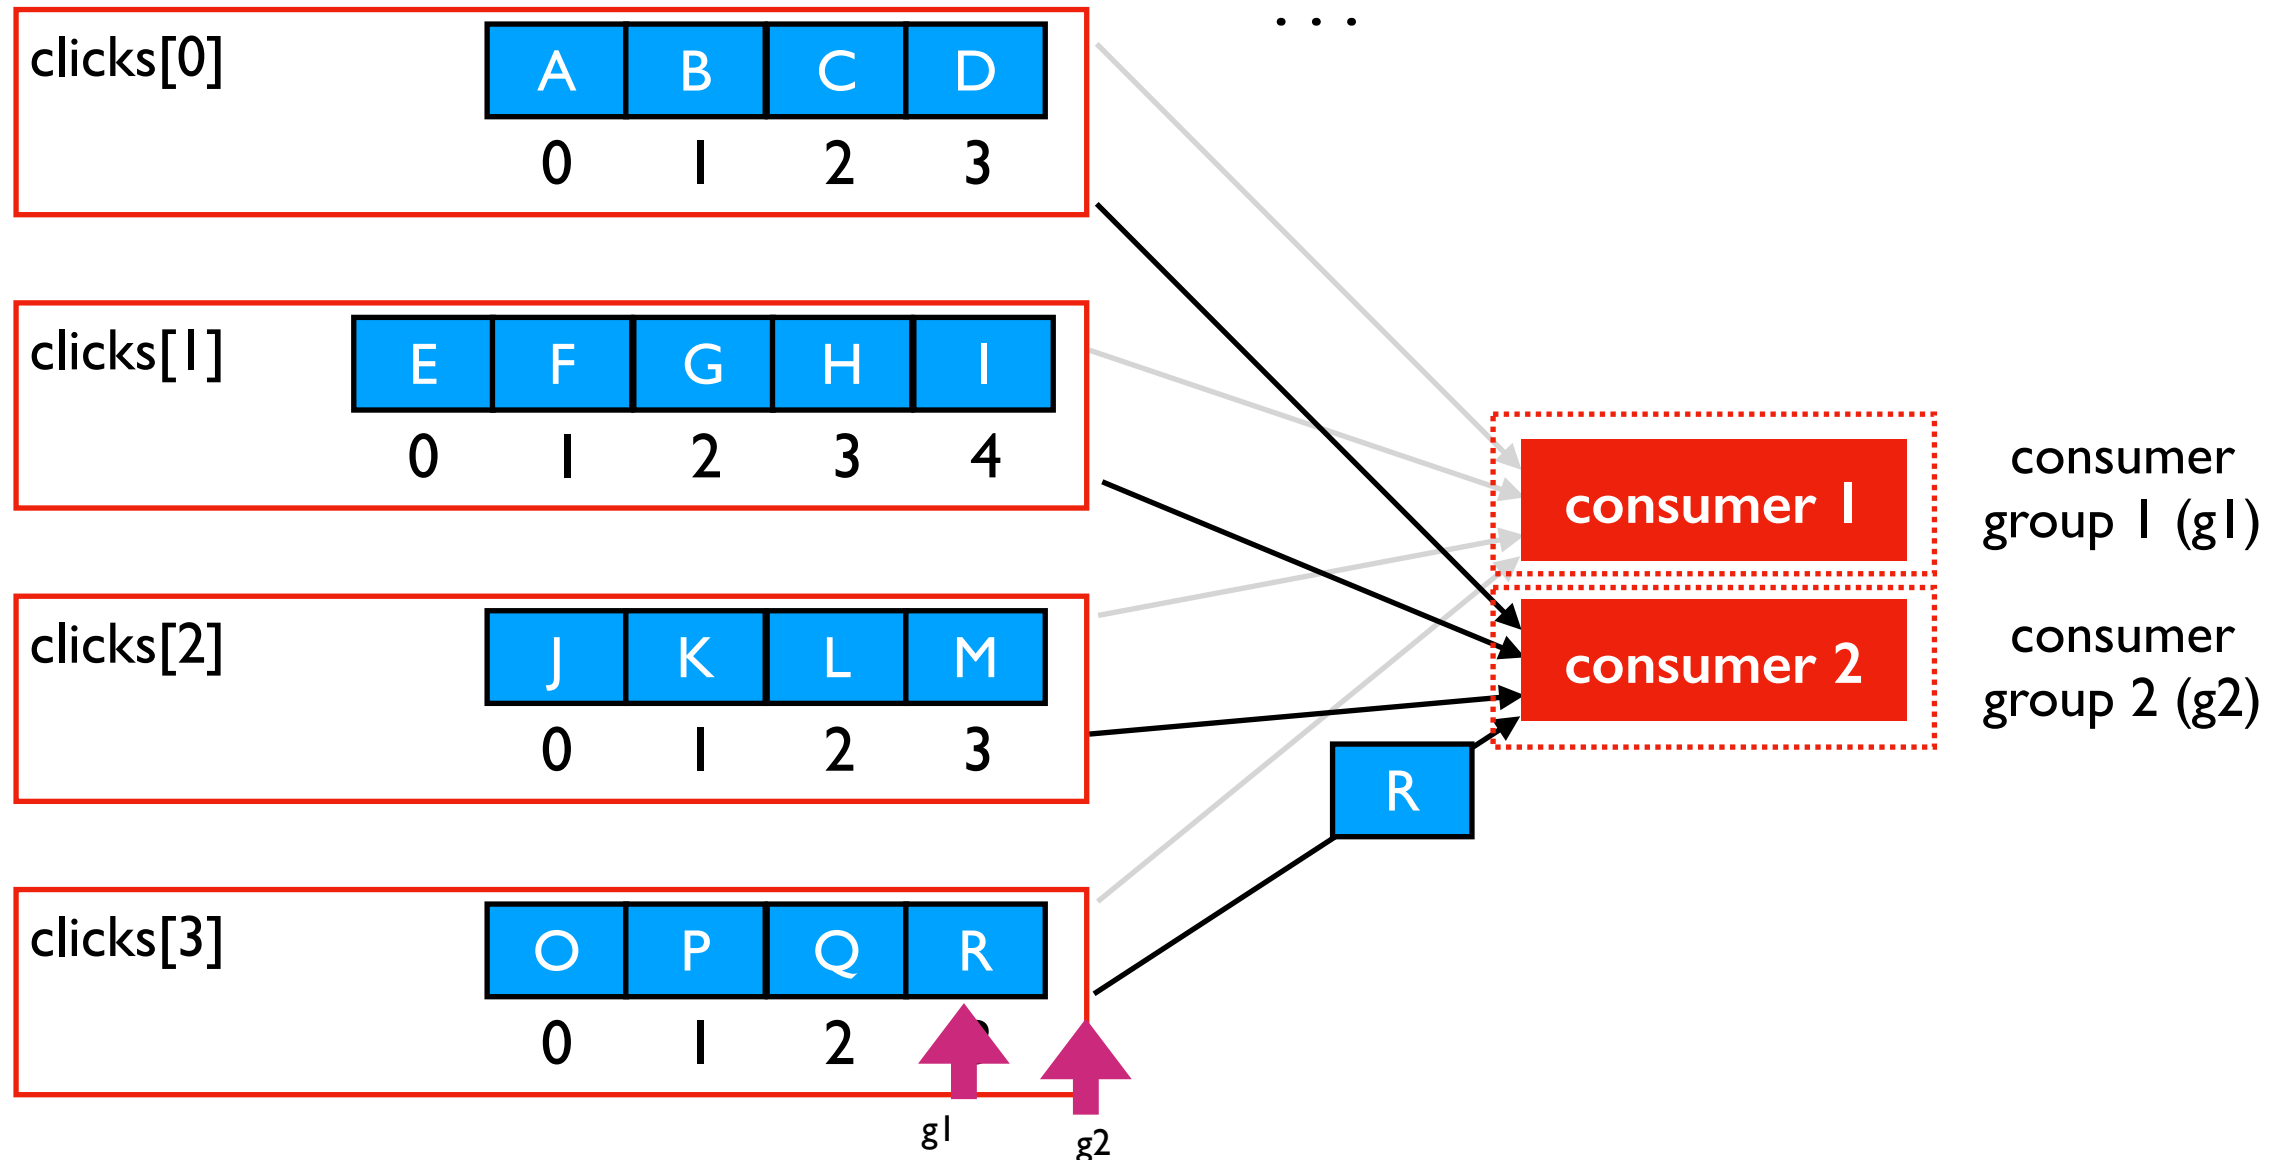 . . .
clicks[0]
A B C D
0 1 2 3
clicks[1]
E F G H I
0 1 2 3 4
consumer 1
consumer
group 1 (g1)
clicks[2]
J K L M
0 1 2 3
consumer 2
consumer
group 2 (g2)
R
clicks[3]
O P Q R
0 1 2
g1
g2